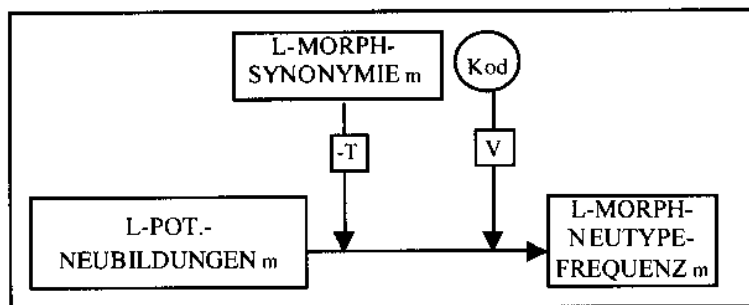 L-MORPH-
SYNONYMIE m
Kod
-T
V
L-POT.-
NEUBILDUNGEN m
L-MORPH-
NEUTYPE-
FREQUENZ m